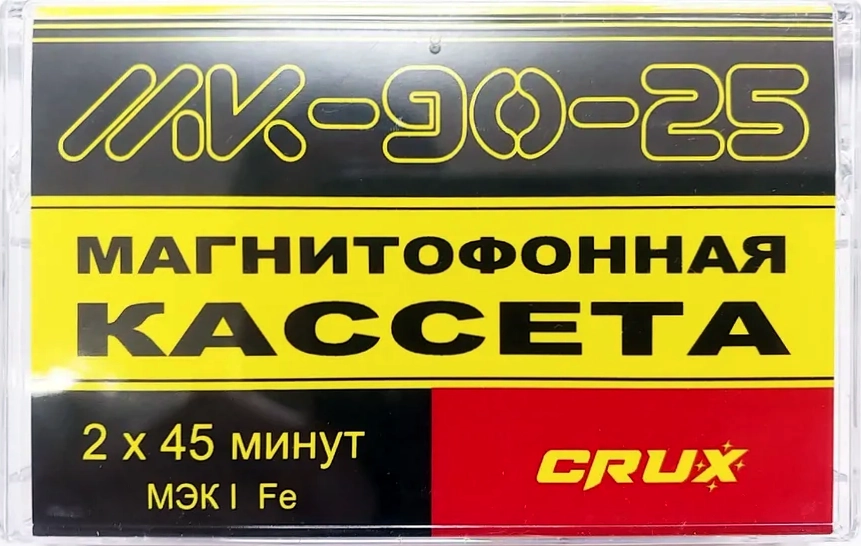 МК-90-25
МАГНИТОФОННАЯ
КАССЕТА
2 x 45 минут
МЭК I Fe
CRUX